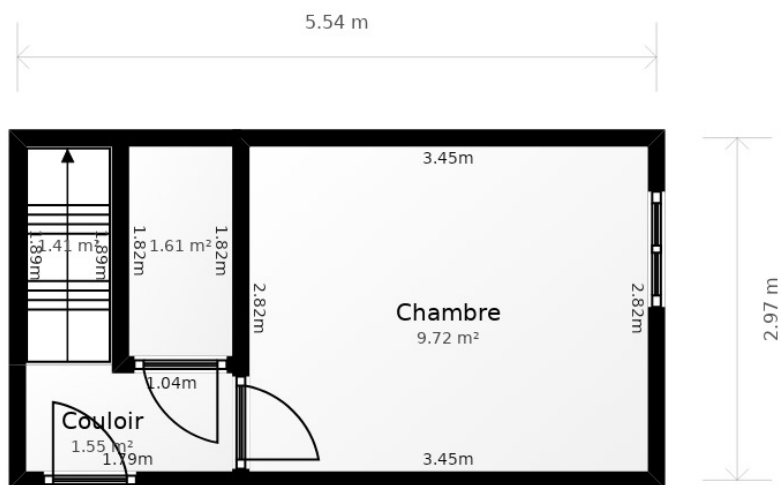 5.54 m
3.45m
1.41 m²
1.89m
1.89m
1.82m
1.61 m²
1.82m
2.82m
Chambre
9.72 m²
2.82m
2.97 m
1.04m
Couloir
1.55 m²
1.79m
3.45m